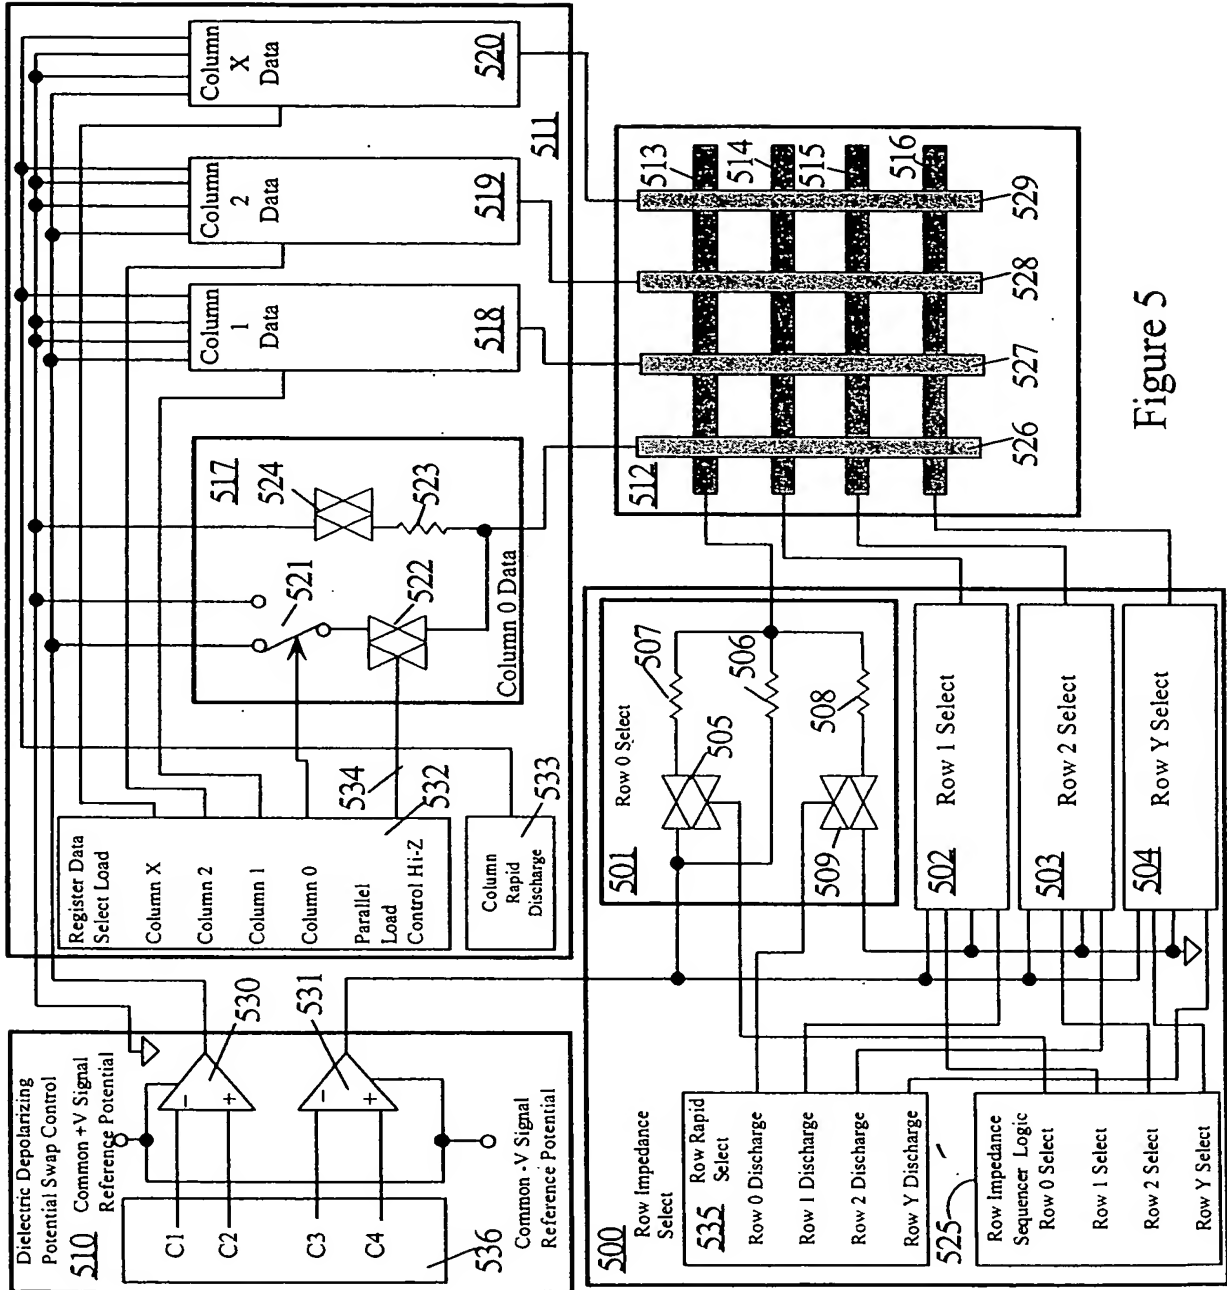 Dielectric Depolarizing
Potential Swap Control
510
Common +V Signal
Reference Potential
C1
C2
C3
C4
536
530
531
Common -V Signal
Reference Potential
Register Data
Select Load
Column X
Column 2
Column 1
Column 0
Parallel
Load
Control Hi-Z
532
534
Column
Rapid
Discharge
533
517
524
523
521
522
Column 0 Data
Column
1
Data
518
Column
2
Data
519
Column
X
Data
520
511
500
Row Impedance
Select
535
Row Rapid
Select
Row 0 Discharge
Row 1 Discharge
Row 2 Discharge
Row Y Discharge
525
Row Impedance
Sequencer Logic
Row 0 Select
Row 1 Select
Row 2 Select
Row Y Select
501
Row 0 Select
505
507
506
508
509
502
Row 1 Select
503
Row 2 Select
504
Row Y Select
512
513
514
515
516
526
527
528
529
Figure 5